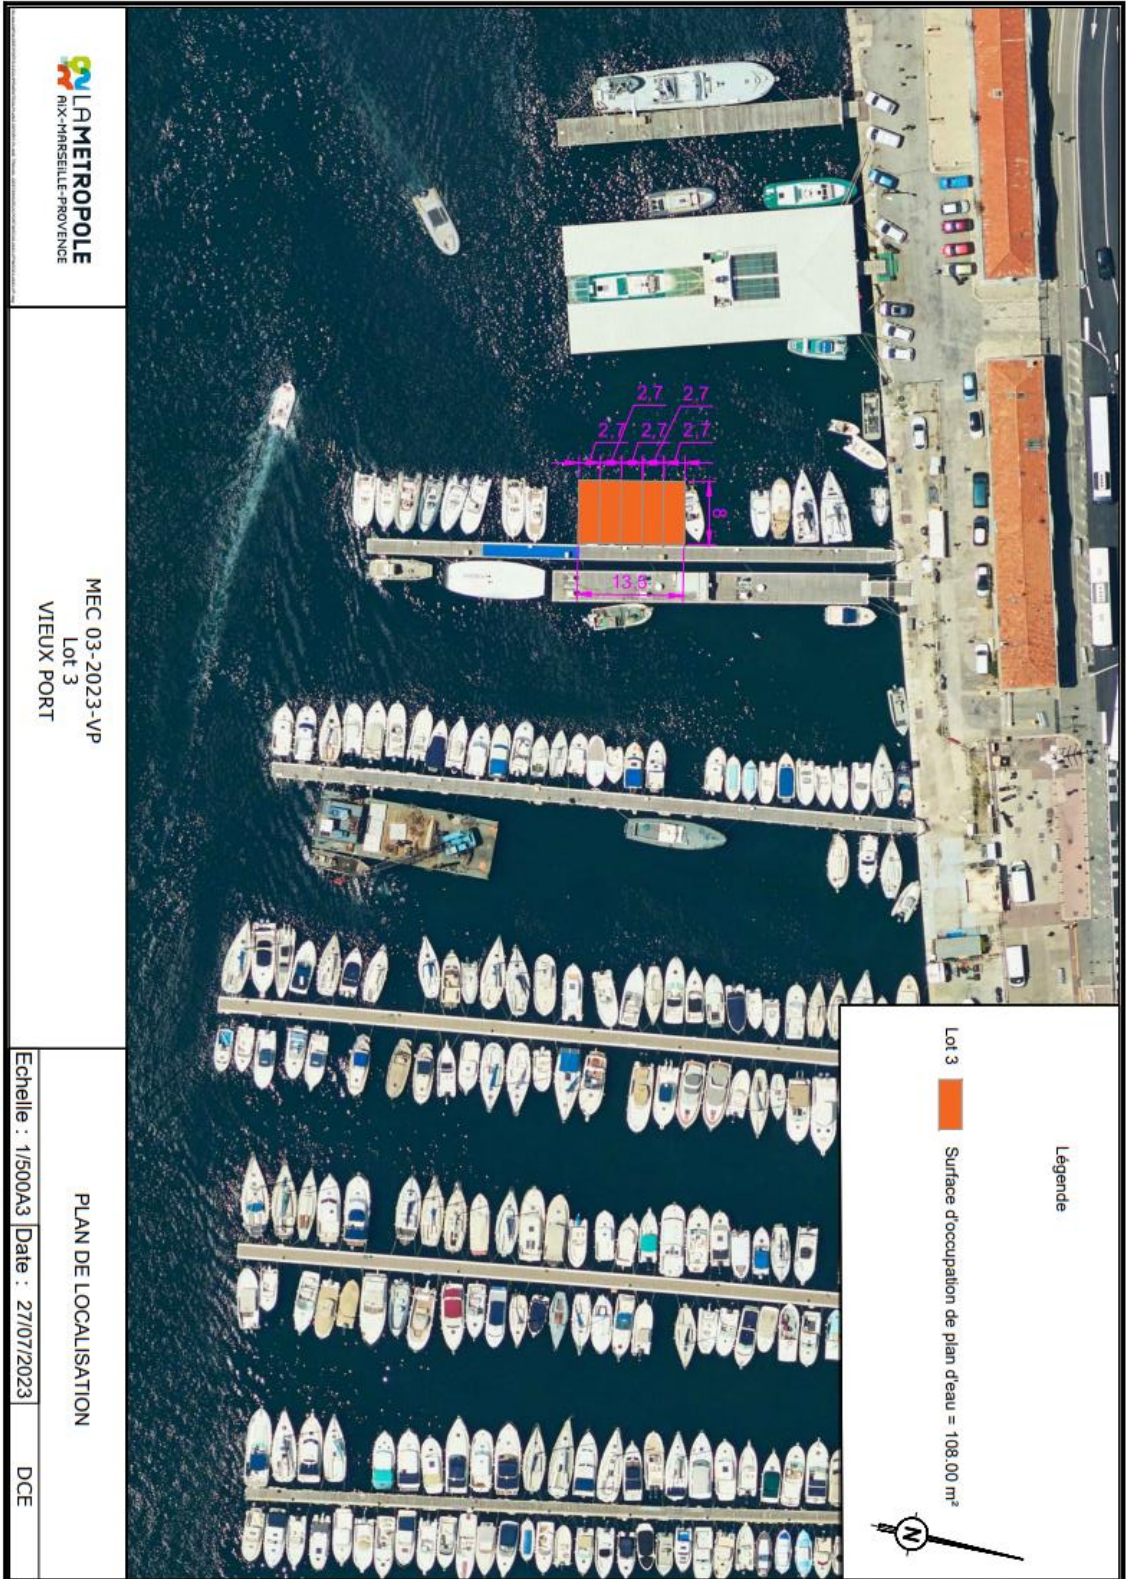 LAMETROPOLE
AIX-MARSEILLE-PROVENCE
MEC 03-2023-VP
Lot 3
VIEUX PORT
PLAN DE LOCALISATION
Echelle : 1/500A3
Date : 27/07/2023
DCE
Légende
Lot 3
Surface d'occupation de plan d'eau = 108.00 m²
N
2,7
2,7
2,7
2,7
2,7
8
13.5